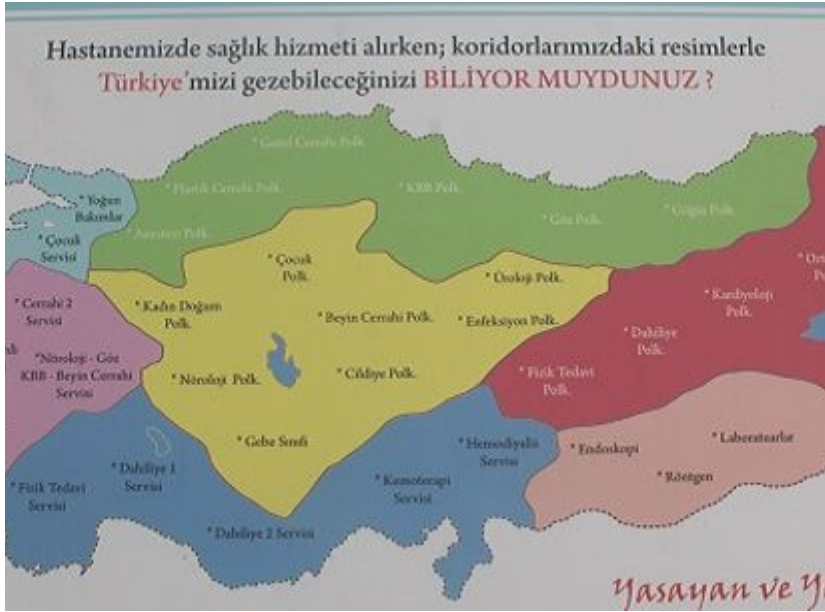 Hastanemizde sağlık hizmeti alırken; koridorlarımızdaki resimlerle
Türkiye'mizi gezebileceğinizi BİLİYOR MUYDUNUZ ?
* Genel Cerrahi Polk.
* Plastik Cerrahi Polk.
* KBB Polk.
* Göz Polk.
* Göğüs Polk.
* Anestezi Polk.
* Yoğun
Bakımlar
* Çocuk
Servisi
* Çocuk
Polk.
* Üroloji Polk.
* Kadın Doğum
Polk.
* Beyin Cerrahi Polk.
* Enfeksiyon Polk.
* Nöroloji Polk.
* Cildiye Polk.
* Gebe Sınıfı
* Cerrahi 2
Servisi
*Nöroloji - Göz
KBB - Beyin Cerrahi
Servisi
* Kardiyoloji
Polk.
* Dahiliye
Polk.
* Fizik Tedavi
Polk.
* Fizik Tedavi
Servisi
* Dahiliye 1
Servisi
* Dahiliye 2 Servisi
* Kemoterapi
Servisi
* Hemodiyaliz
Servisi
* Endoskopi
* Laboratuarlar
* Röntgen
Yaşayan ve